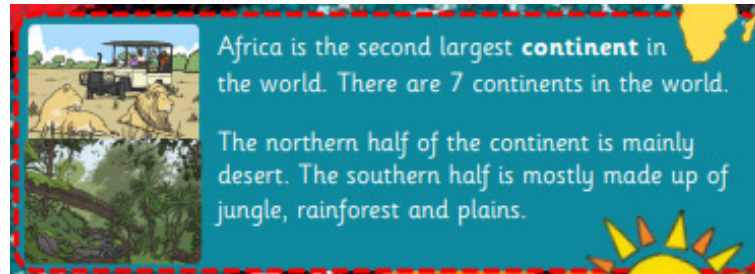 Africa is the second largest continent in
the world. There are 7 continents in the world.
The northern half of the continent is mainly
desert. The southern half is mostly made up of
jungle, rainforest and plains.